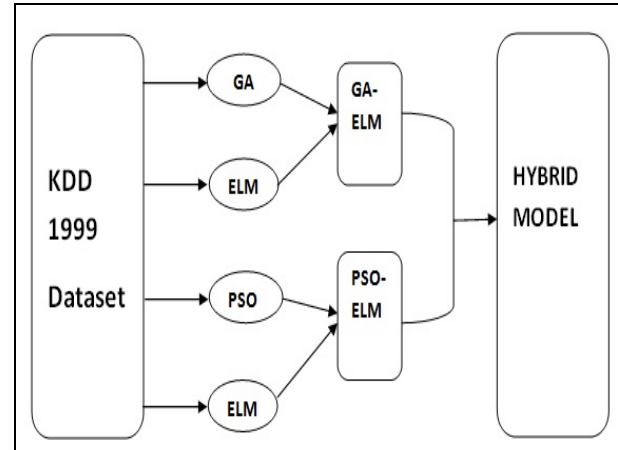 KDD
1999
Dataset
GA
ELM
PSO
ELM
GA-
ELM
PSO-
ELM
HYBRID
MODEL